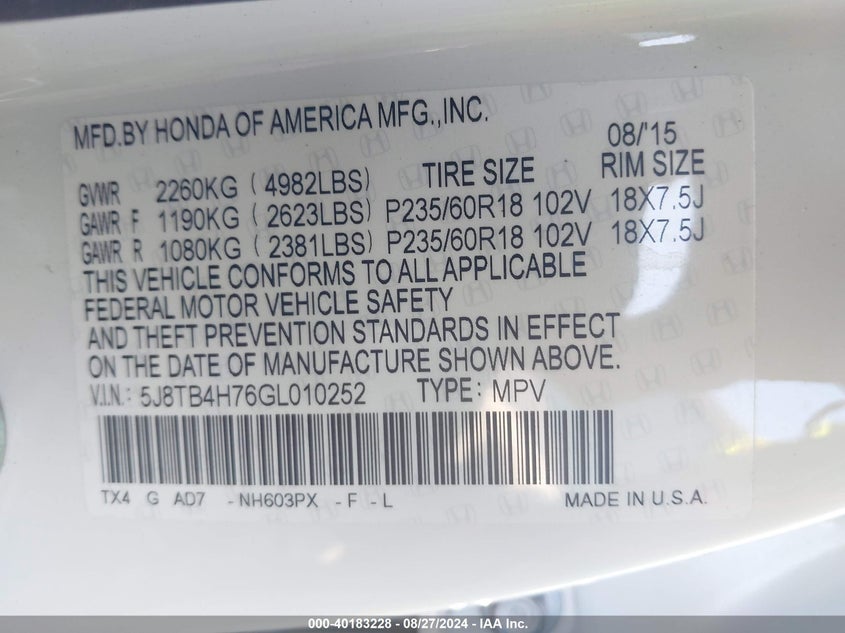 MFD.BY HONDA OF AMERICA MFG.,INC. 08/'15
GVWR 2260KG (4982LBS) TIRE SIZE RIM SIZE
GAWR F 1190KG (2623LBS) P235/60R18 102V 18X7.5J
GAWR R 1080KG (2381LBS) P235/60R18 102V 18X7.5J
THIS VEHICLE CONFORMS TO ALL APPLICABLE
FEDERAL MOTOR VEHICLE SAFETY
AND THEFT PREVENTION STANDARDS IN EFFECT
ON THE DATE OF MANUFACTURE SHOWN ABOVE.
V.I.N.: 5J8TB4H76GL010252 TYPE: MPV
TX4 G AD7 -NH603PX -F -L MADE IN U.S.A.
000-40183228 - 08/27/2024 - IAA Inc.